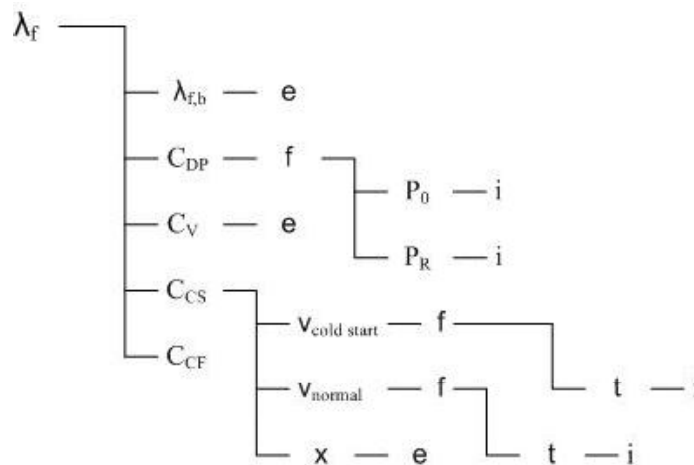 λf
λf,b e
CDP f
P0 i
CV e
PR i
CCS
vcold start f
CCF
vnormal f t
x e t i